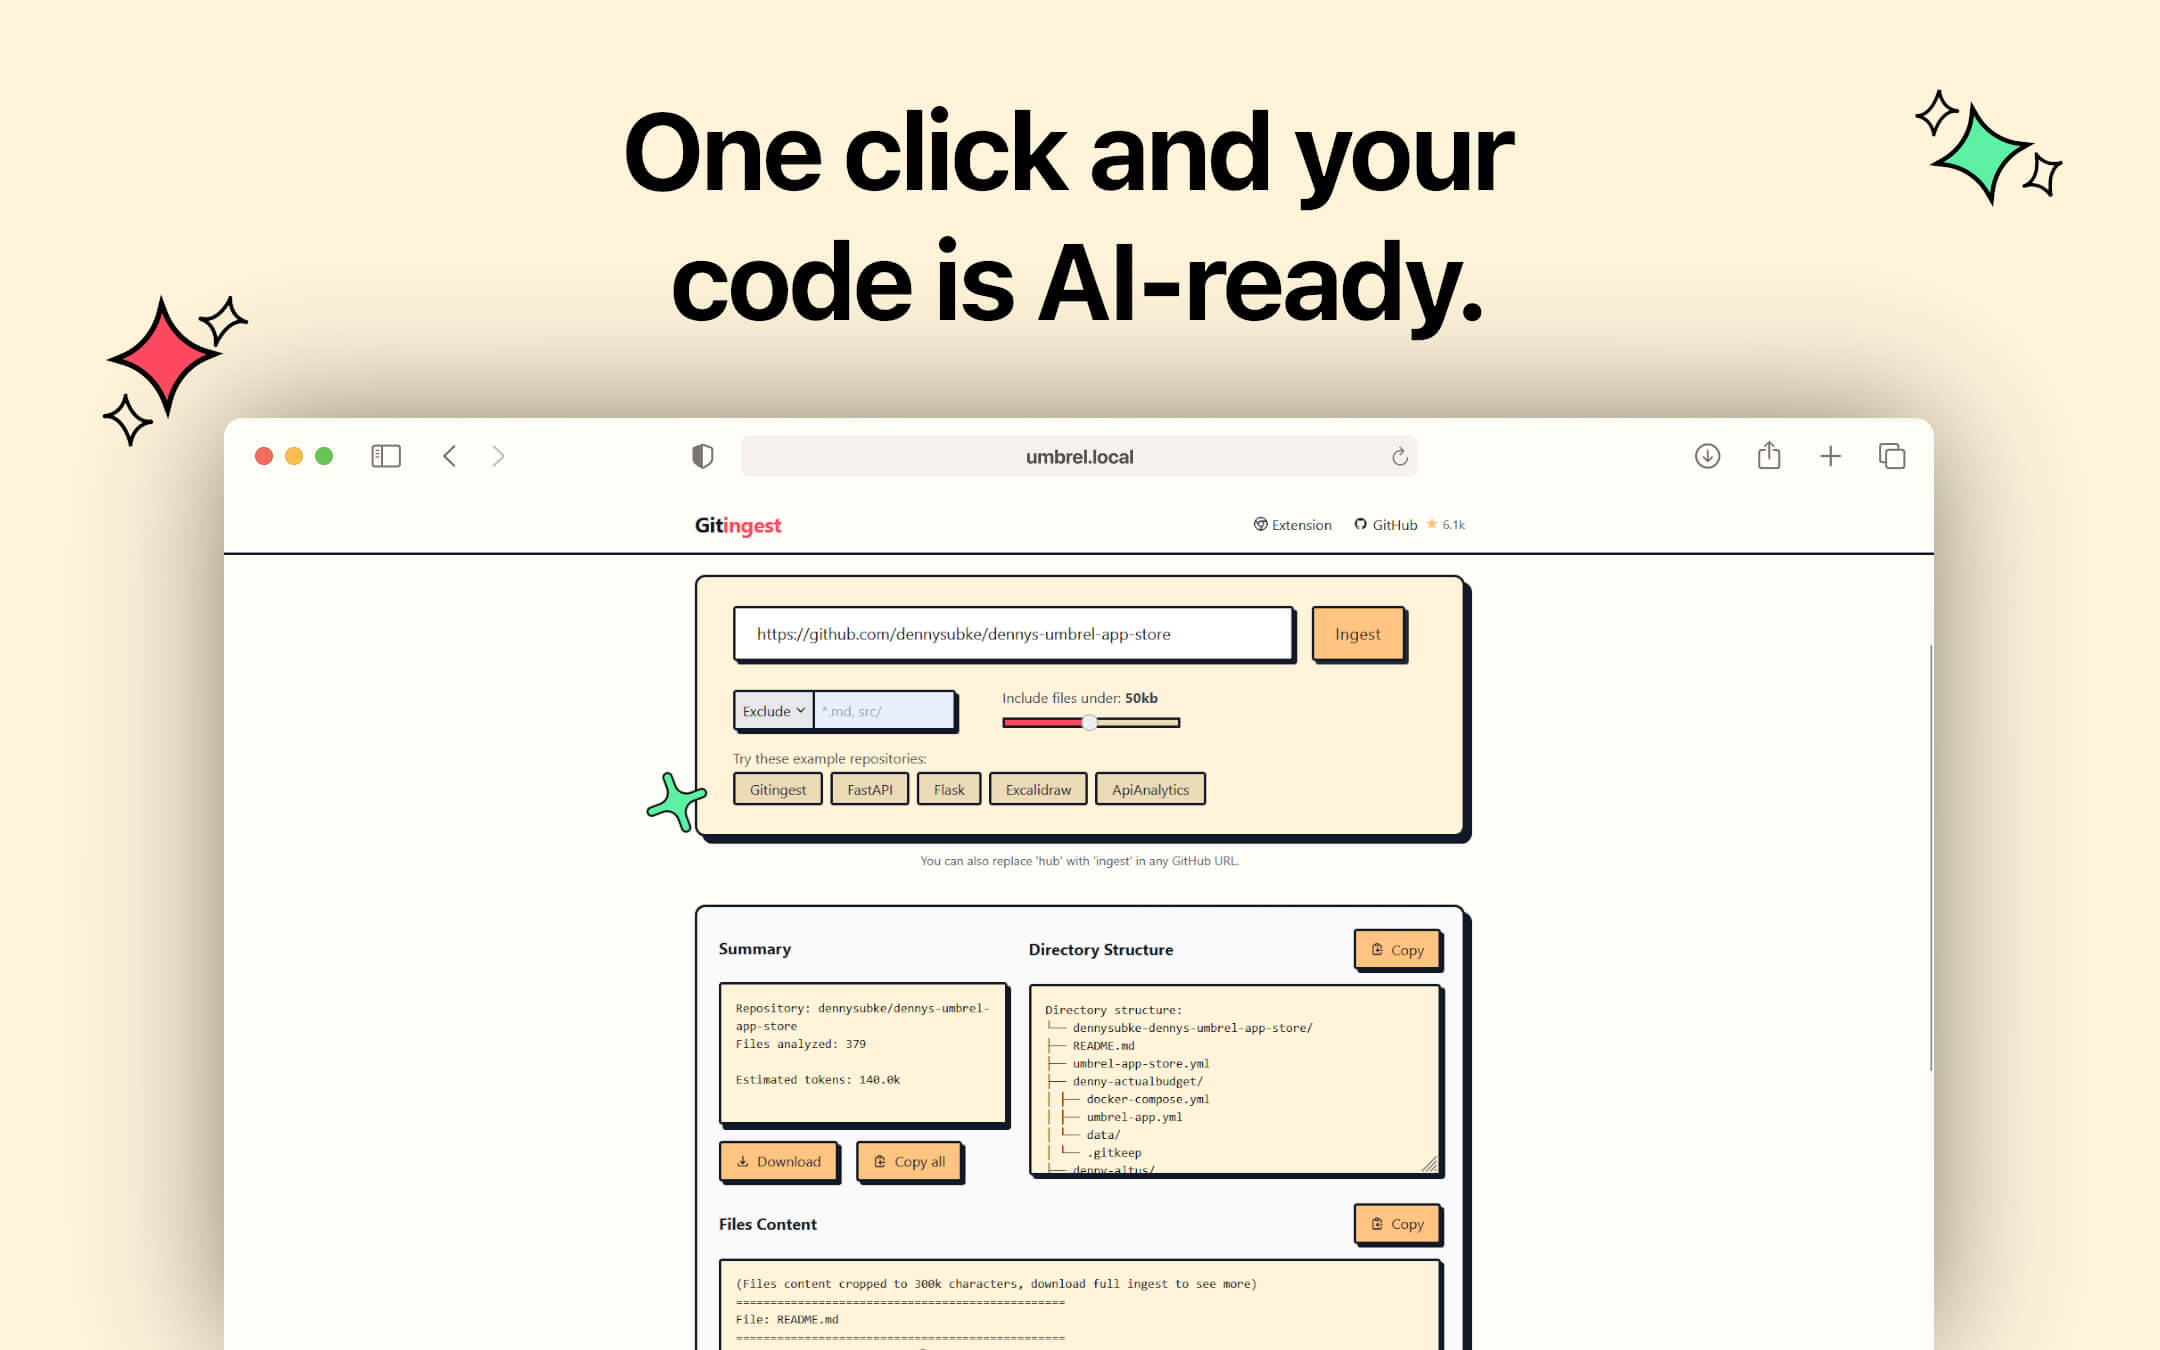 One click and your
code is AI-ready.
umbrel.local
Gitingest
Extension
GitHub 6.1k
https://github.com/dennysubke/dennys-umbrel-app-store
Ingest
Exclude
*.md, src/
Include files under: 50kb
Try these example repositories:
Gitingest
FastAPI
Flask
Excalidraw
ApiAnalytics
You can also replace 'hub' with 'ingest' in any GitHub URL.
Summary
Repository: dennysubke/dennys-umbrel-
app-store
Files analyzed: 379
Estimated tokens: 140.0k
Download
Copy all
Directory Structure
Copy
Directory structure:
└── dennysubke-dennys-umbrel-app-store/
├── README.md
├── umbrel-app-store.yml
├── denny-actualbudget/
│ ├── docker-compose.yml
│ ├── umbrel-app.yml
│ └── data/
│ └── .gitkeep
├── denny-altus/
Files Content
Copy
(Files content cropped to 300k characters, download full ingest to see more)
================================================
File: README.md
================================================